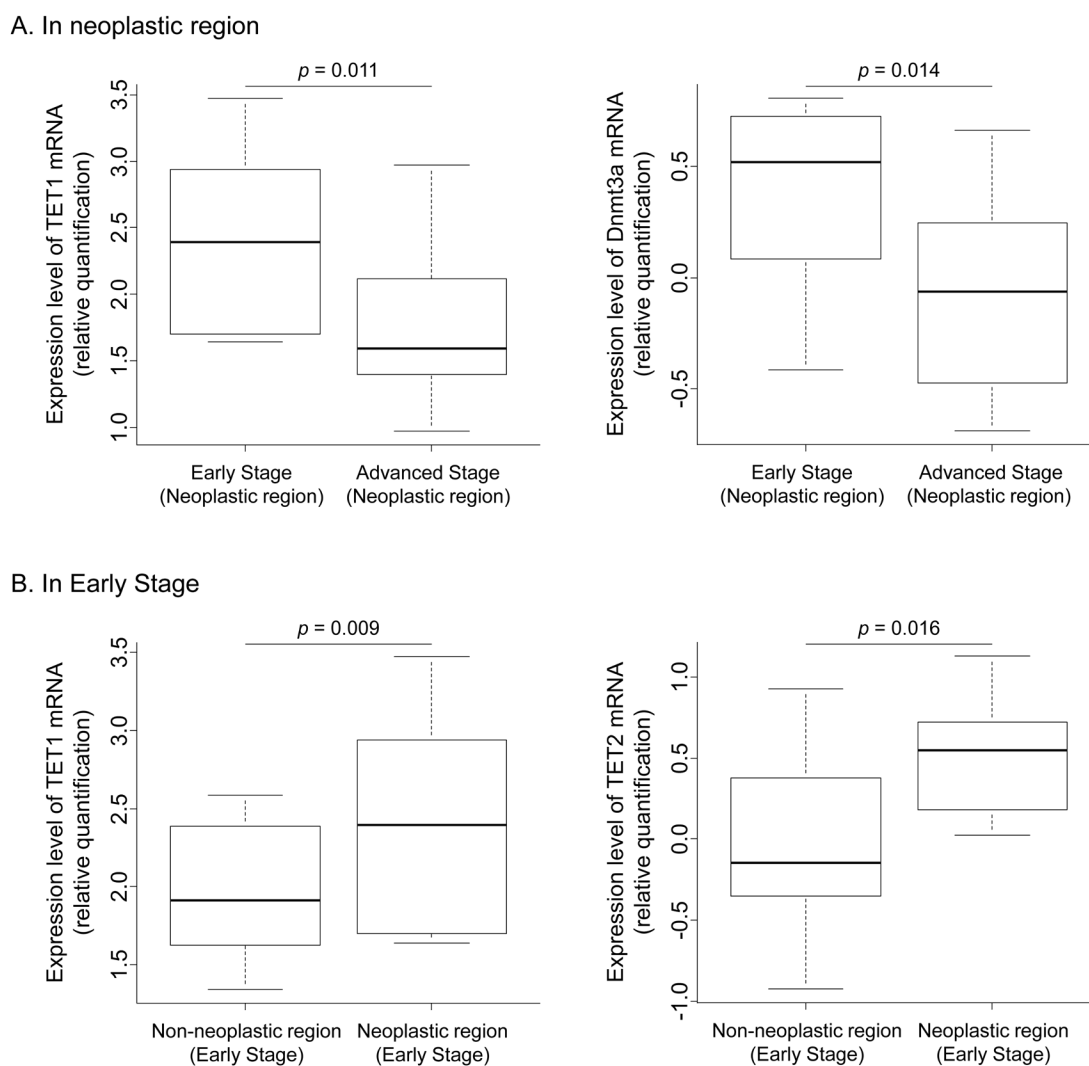 A. In neoplastic region
p = 0.011
Expression level of TET1 mRNA
(relative quantification)
3.5
3.0
2.5
2.0
1.5
1.0
Early Stage
(Neoplastic region)
Advanced Stage
(Neoplastic region)
p = 0.014
Expression level of Dnmt3a mRNA
(relative quantification)
0.5
0.0
-0.5
Early Stage
(Neoplastic region)
Advanced Stage
(Neoplastic region)
B. In Early Stage
p = 0.009
Expression level of TET1 mRNA
(relative quantification)
3.5
3.0
2.5
2.0
1.5
Non-neoplastic region
(Early Stage)
Neoplastic region
(Early Stage)
p = 0.016
Expression level of TET2 mRNA
(relative quantification)
1.0
0.5
0.0
-0.5
-1.0
Non-neoplastic region
(Early Stage)
Neoplastic region
(Early Stage)